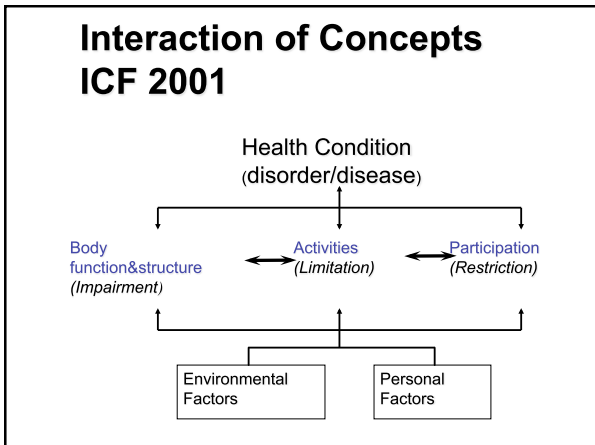 Interaction of Concepts
ICF 2001
Health Condition
(disorder/disease)
Body
function&structure
(Impairment)
Activities
(Limitation)
Participation
(Restriction)
Environmental
Factors
Personal
Factors